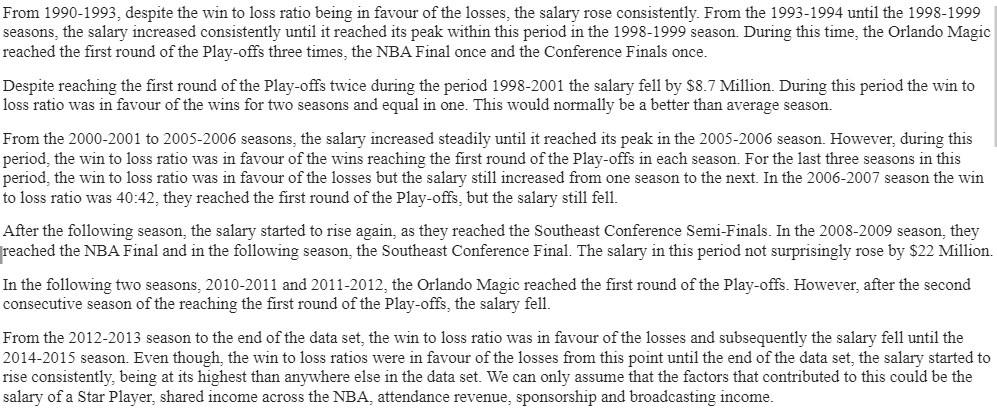 From 1990-1993, despite the win to loss ratio being in favour of the losses, the salary rose consistently. From the 1993-1994 until the 1998-1999
seasons, the salary increased consistently until it reached its peak within this period in the 1998-1999 season. During this time, the Orlando Magic
reached the first round of the Play-offs three times, the NBA Final once and the Conference Finals once.
Despite reaching the first round of the Play-offs twice during the period 1998-2001 the salary fell by $8.7 Million. During this period the win to
loss ratio was in favour of the wins for two seasons and equal in one. This would normally be a better than average season.
From the 2000-2001 to 2005-2006 seasons, the salary increased steadily until it reached its peak in the 2005-2006 season. However, during this
period, the win to loss ratio was in favour of the wins reaching the first round of the Play-offs in each season. For the last three seasons in this
period, the win to loss ratio was in favour of the losses but the salary still increased from one season to the next. In the 2006-2007 season the win
to loss ratio was 40:42, they reached the first round of the Play-offs, but the salary still fell.
After the following season, the salary started to rise again, as they reached the Southeast Conference Semi-Finals. In the 2008-2009 season, they
reached the NBA Final and in the following season, the Southeast Conference Final. The salary in this period not surprisingly rose by $22 Million.
In the following two seasons, 2010-2011 and 2011-2012, the Orlando Magic reached the first round of the Play-offs. However, after the second
consecutive season of the reaching the first round of the Play-offs, the salary fell.
From the 2012-2013 season to the end of the data set, the win to loss ratio was in favour of the losses and subsequently the salary fell until the
2014-2015 season. Even though, the win to loss ratios were in favour of the losses from this point until the end of the data set, the salary started to
rise consistently, being at its highest than anywhere else in the data set. We can only assume that the factors that contributed to this could be the
salary of a Star Player, shared income across the NBA, attendance revenue, sponsorship and broadcasting income.